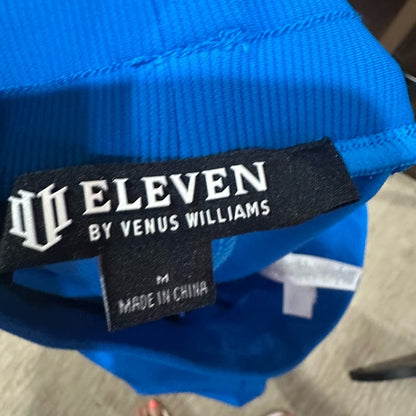 ELEVEN
BY VENUS WILLIAMS
M
MADE IN CHINA